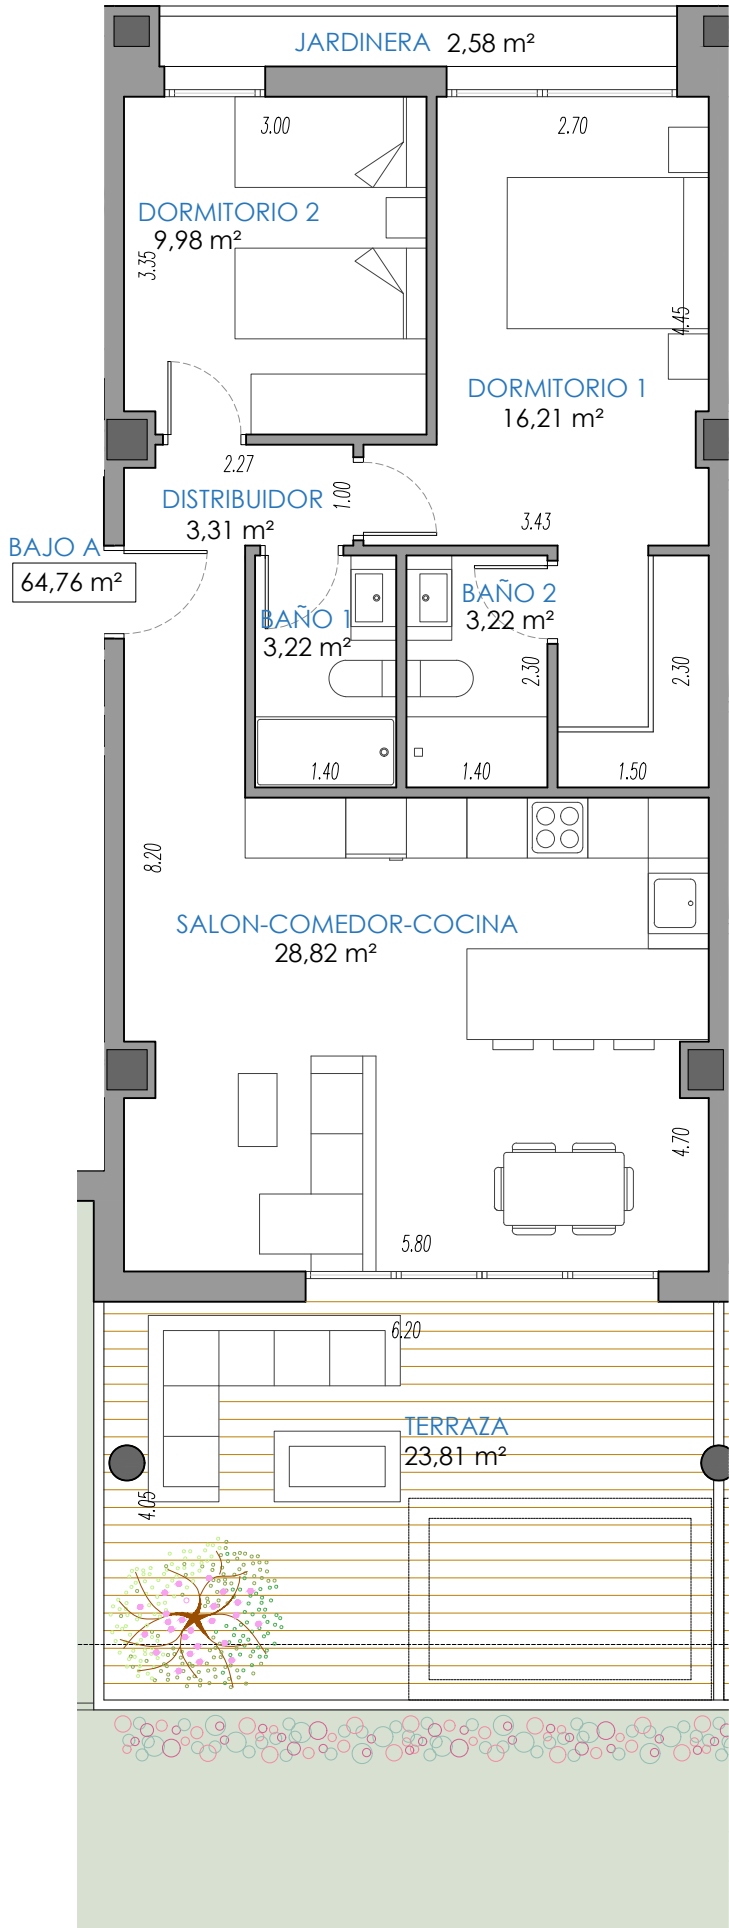 JARDINERA 2,58 m²
3.00
2.70
DORMITORIO 2
9,98 m²
3.35
4.45
DORMITORIO 1
16,21 m²
2.27
1.00
DISTRIBUIDOR
3,31 m²
3.43
BAJO A
64,76 m²
BAÑO 1
3,22 m²
BAÑO 2
3,22 m²
2.30
2.30
1.40
1.40
1.50
8.20
SALON-COMEDOR-COCINA
28,82 m²
4.70
5.80
6.20
TERRAZA
23,81 m²
4.05